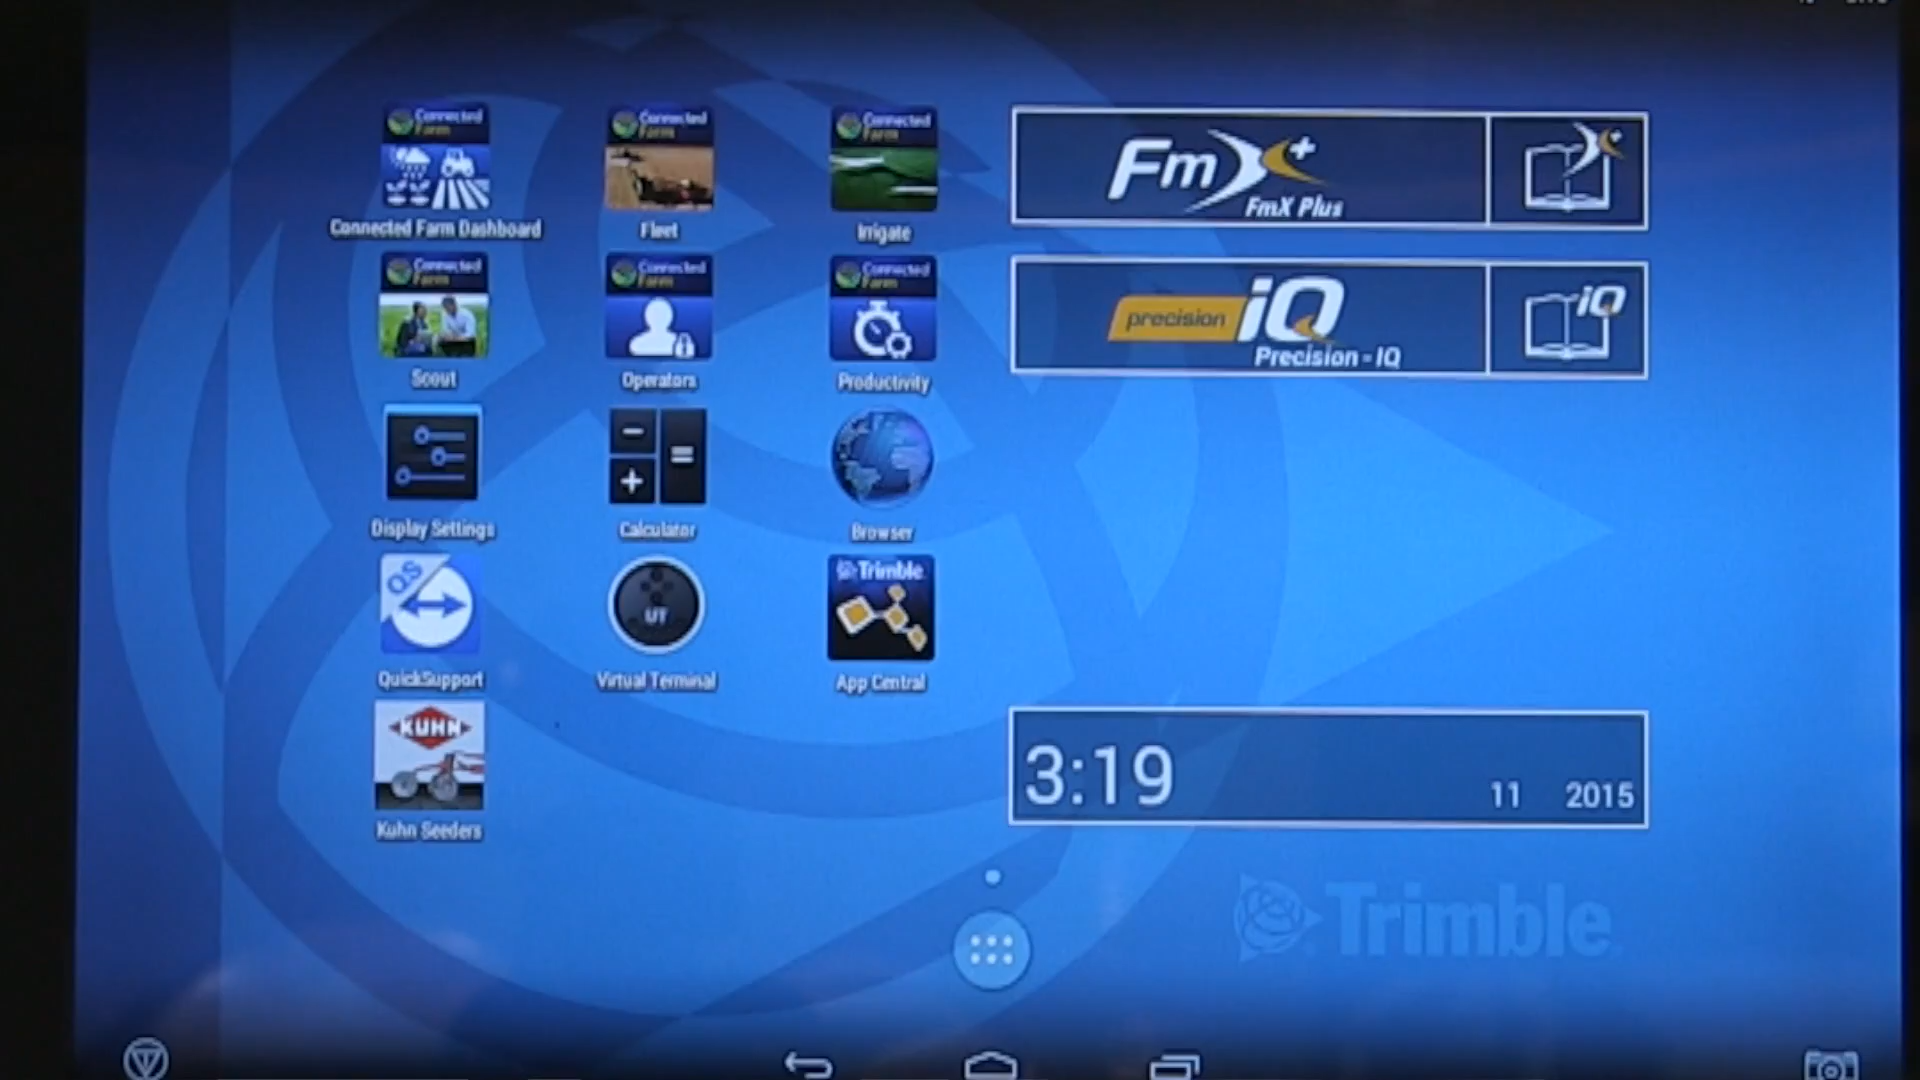 Connected Farm
Connected Farm Dashboard
Connected Farm
Fleet
Connected Farm
Irrigate
FmX+
FmX Plus
Connected Farm
Scout
Connected Farm
Operators
Connected Farm
Productivity
precision iQ
Precision - IQ
iQ
Display Settings
Calculator
Browser
QS
QuickSupport
UT
Virtual Terminal
Trimble
App Central
KUHN
Kuhn Seeders
3:19
11 2015
Trimble